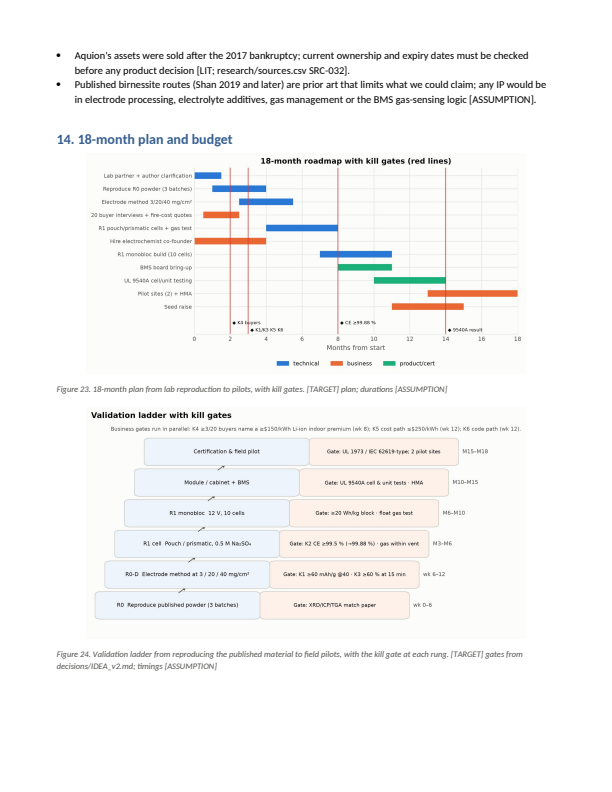 • Aquion's assets were sold after the 2017 bankruptcy; current ownership and expiry dates must be checked
before any product decision [LIT; research/sources.csv SRC-032].
• Published birnessite routes (Shan 2019 and later) are prior art that limits what we could claim; any IP would be
in electrode processing, electrolyte additives, gas management or the BMS gas-sensing logic [ASSUMPTION].
14. 18-month plan and budget
18-month roadmap with kill gates (red lines)
Lab partner + author clarification
Reproduce R0 powder (3 batches)
Electrode method 3/20/40 mg/cm²
20 buyer interviews + fire-cost quotes
R1 pouch/prismatic cells + gas test
Hire electrochemist co-founder
R1 monobloc build (10 cells)
BMS board bring-up
UL 9540A cell/unit testing
Pilot sites (2) + HMA
Seed raise
◆ K4 buyers
◆ CE ≥99.88 %
◆ K1/K3 K5 K6
◆ 9540A result
0 2 4 6 8 10 12 14 16 18
Months from start
technical business product/cert
Figure 23. 18-month plan from lab reproduction to pilots, with kill gates. [TARGET] plan; durations [ASSUMPTION]
Validation ladder with kill gates
Business gates run in parallel: K4 ≥3/20 buyers name a ≥$150/kWh Li-ion indoor premium (wk 8); K5 cost path ≤$250/kWh (wk 12); K6 code path (wk 12).
Certification & field pilot Gate: UL 1973 / IEC 62619-type; 2 pilot sites M15–M18
Module / cabinet + BMS Gate: UL 9540A cell & unit tests · HMA M10–M15
R1 monobloc 12 V, 10 cells Gate: ≥20 Wh/kg block · float gas test M6–M10
R1 cell Pouch / prismatic, 0.5 M Na₂SO₄ Gate: K2 CE ≥99.5 % (→99.88 %) · gas within vent M3–M6
R0-D Electrode method at 3 / 20 / 40 mg/cm² Gate: K1 ≥60 mAh/g @40 · K3 ≥60 % at 15 min wk 6–12
R0 Reproduce published powder (3 batches) Gate: XRD/ICP/TGA match paper wk 0–6
Figure 24. Validation ladder from reproducing the published material to field pilots, with the kill gate at each rung. [TARGET] gates from
decisions/IDEA_v2.md; timings [ASSUMPTION]